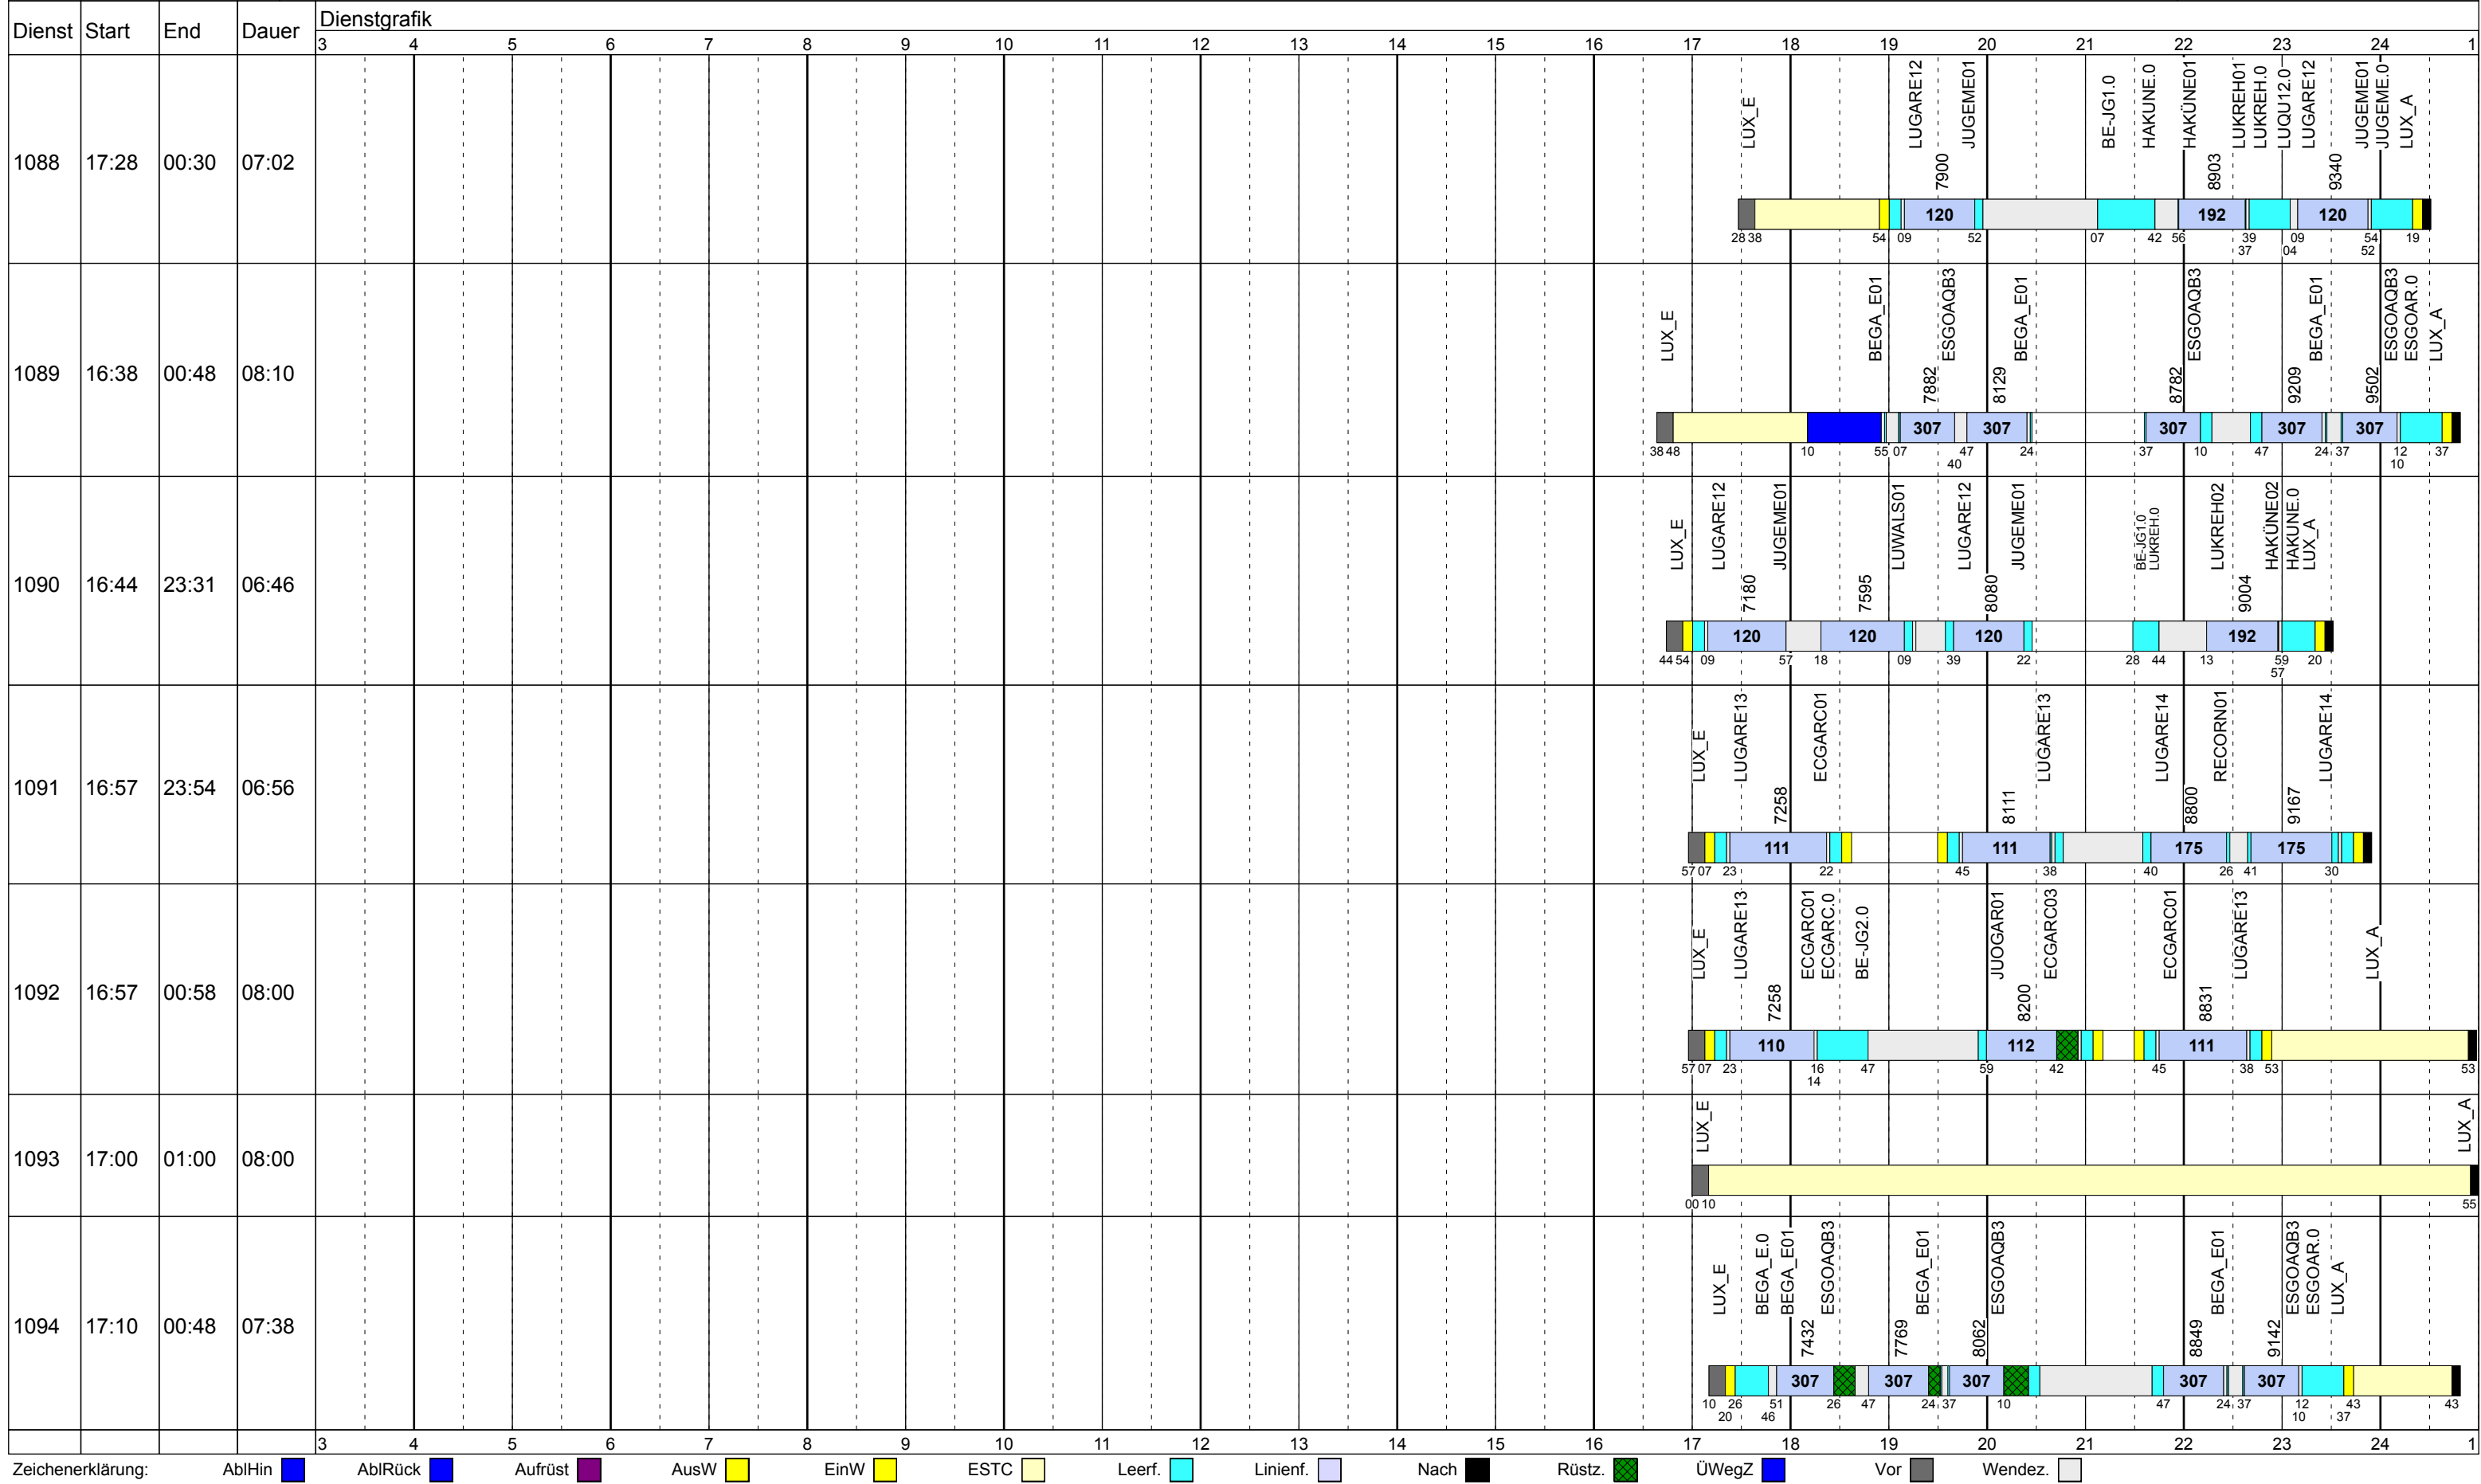 Dienst Start End Dauer Dienstgrafik
3 4 5 6 7 8 9 10 11 12 13 14 15 16 17 18 19 20 21 22 23 24 1
LUX_E LUGARE12 JUGEME01 BE-JG1.0 HAKÜNE.0 HAKÜNE01 LUKREH01 LUKREH.0 LUQU12.0 LUGARE12 JUGEME01 JUGEME.0 LUX_A
7900 8903 9340
1088 17:28 00:30 07:02
120 192 120
28 38 54 09 52 07 42 56 39 09 54 19
37 04 52
LUX_E BEGA_E01 ESGOAQB3 BEGA_E01 ESGOAQB3 BEGA_E01 ESGOAQB3 ESGOAR.0 LUX_A
7882 8129 8782 9209 9502
1089 16:38 00:48 08:10
307 307 307 307 307
38 48 10 55 07 47 24 37 10 47 24 37 12 37
40 10
LUX_E LUGARE12 JUGEME01 LUWALS01 LUGARE12 JUGEME01 BE-JG1.0 LUKREH.0 LUKREH02 HAKÜNE02 HAKÜNE.0 LUX_A
7180 7595 8080 9004
1090 16:44 23:31 06:46
120 120 120 192
44 54 09 57 18 09 39 22 28 44 13 59 20
57
LUX_E LUGARE13 ECGARC01 LUGARE13 LUGARE14 RECORN01 LUGARE14
7258 8111 8800 9167
1091 16:57 23:54 06:56
111 111 175 175
57 07 23 22 45 38 40 26 41 30
LUX_E LUGARE13 ECGARC01 ECGARC.0 BE-JG2.0 JUOGAR01 ECGARC03 ECGARC01 LUGARE13 LUX_A
7258 8200 8831
1092 16:57 00:58 08:00
110 112 111
57 07 23 16 47 59 42 45 38 53 53
14
LUX_E LUX_A
1093 17:00 01:00 08:00
00 10 55
LUX_E BEGA_E.0 BEGA_E01 ESGOAQB3 BEGA_E01 ESGOAQB3 BEGA_E01 ESGOAQB3 ESGOAR.0 LUX_A
7432 7769 8062 8849 9142
1094 17:10 00:48 07:38
307 307 307 307 307
10 26 51 26 47 24 37 10 47 24 37 12 43 43
20 46 10 37
3 4 5 6 7 8 9 10 11 12 13 14 15 16 17 18 19 20 21 22 23 24 1
Zeichenerklärung: AblHin AblRück Aufrüst AusW EinW ESTC Leerf. Linienf. Nach Rüstz. ÜWegZ Vor Wendez.